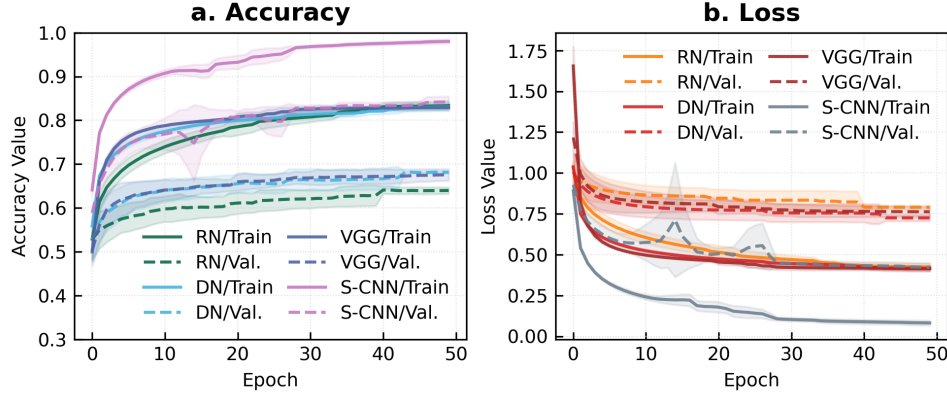 a. Accuracy
Accuracy Value
1.0
0.9
0.8
0.7
0.6
0.5
0.4
0.3
RN/Train
RN/Val.
DN/Train
DN/Val.
VGG/Train
VGG/Val.
S-CNN/Train
S-CNN/Val.
0 10 20 30 40 50
Epoch
b. Loss
Loss Value
1.75
1.50
1.25
1.00
0.75
0.50
0.25
0.00
RN/Train
RN/Val.
DN/Train
DN/Val.
VGG/Train
VGG/Val.
S-CNN/Train
S-CNN/Val.
0 10 20 30 40 50
Epoch